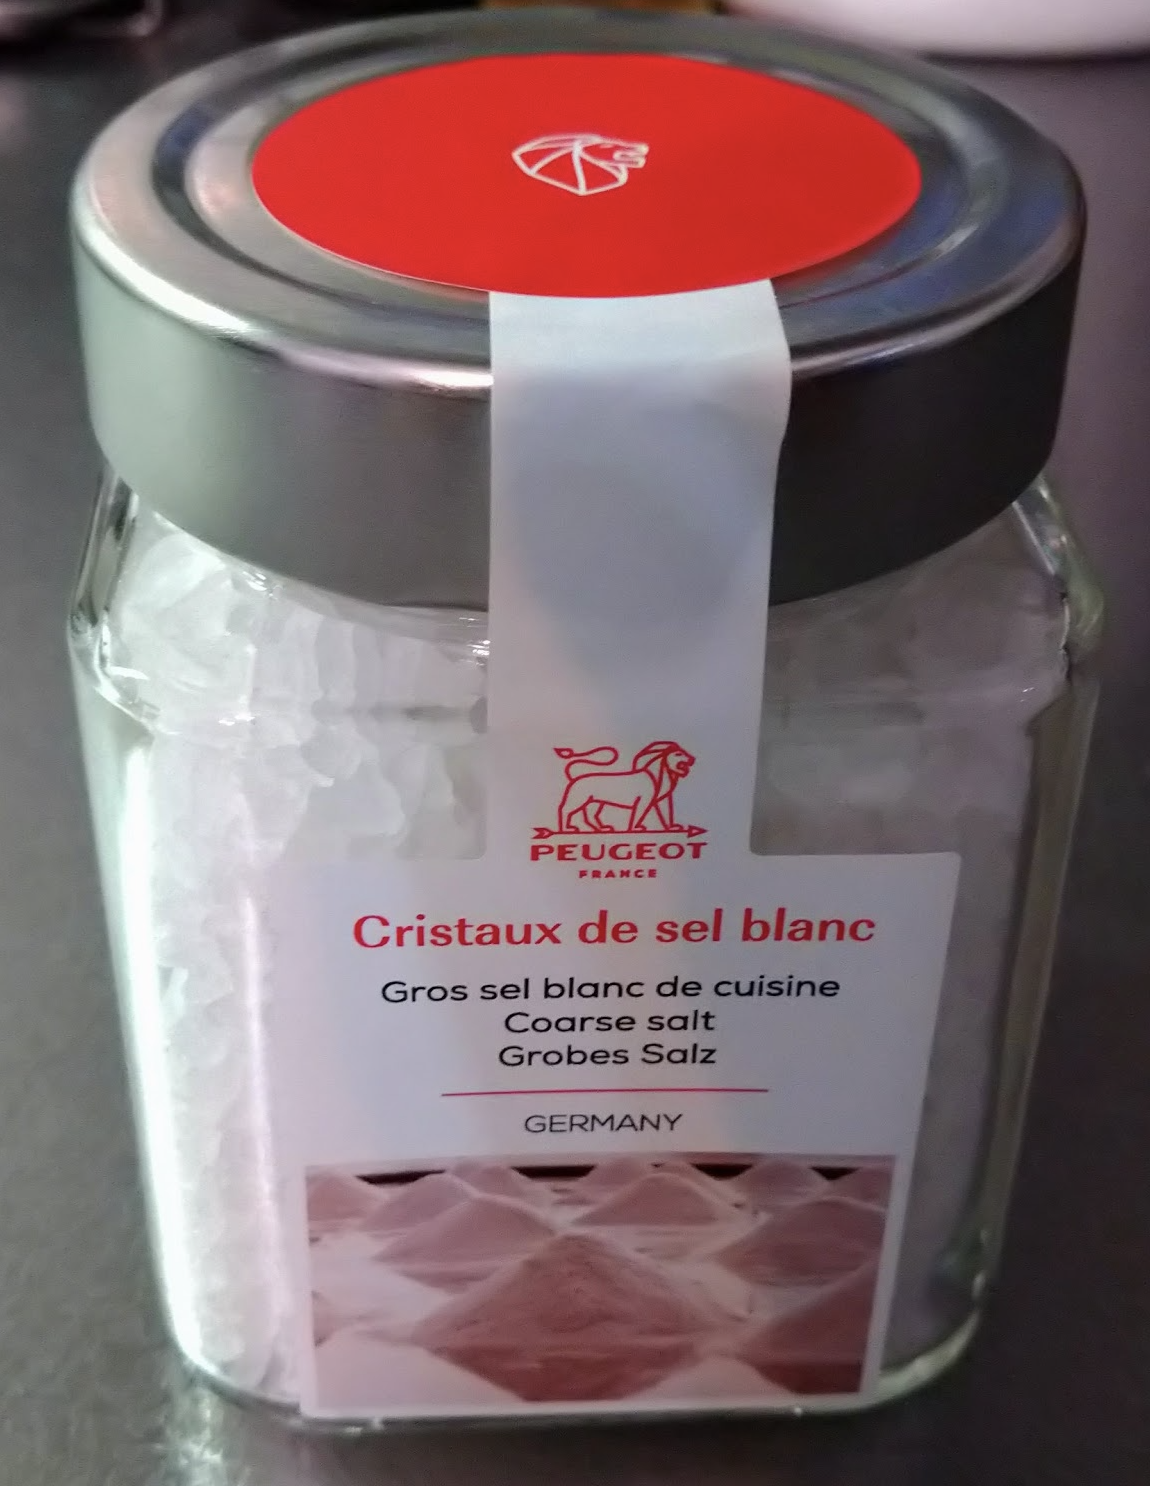 PEUGEOT
FRANCE
Cristaux de sel blanc
Gros sel blanc de cuisine
Coarse salt
Grobes Salz
GERMANY